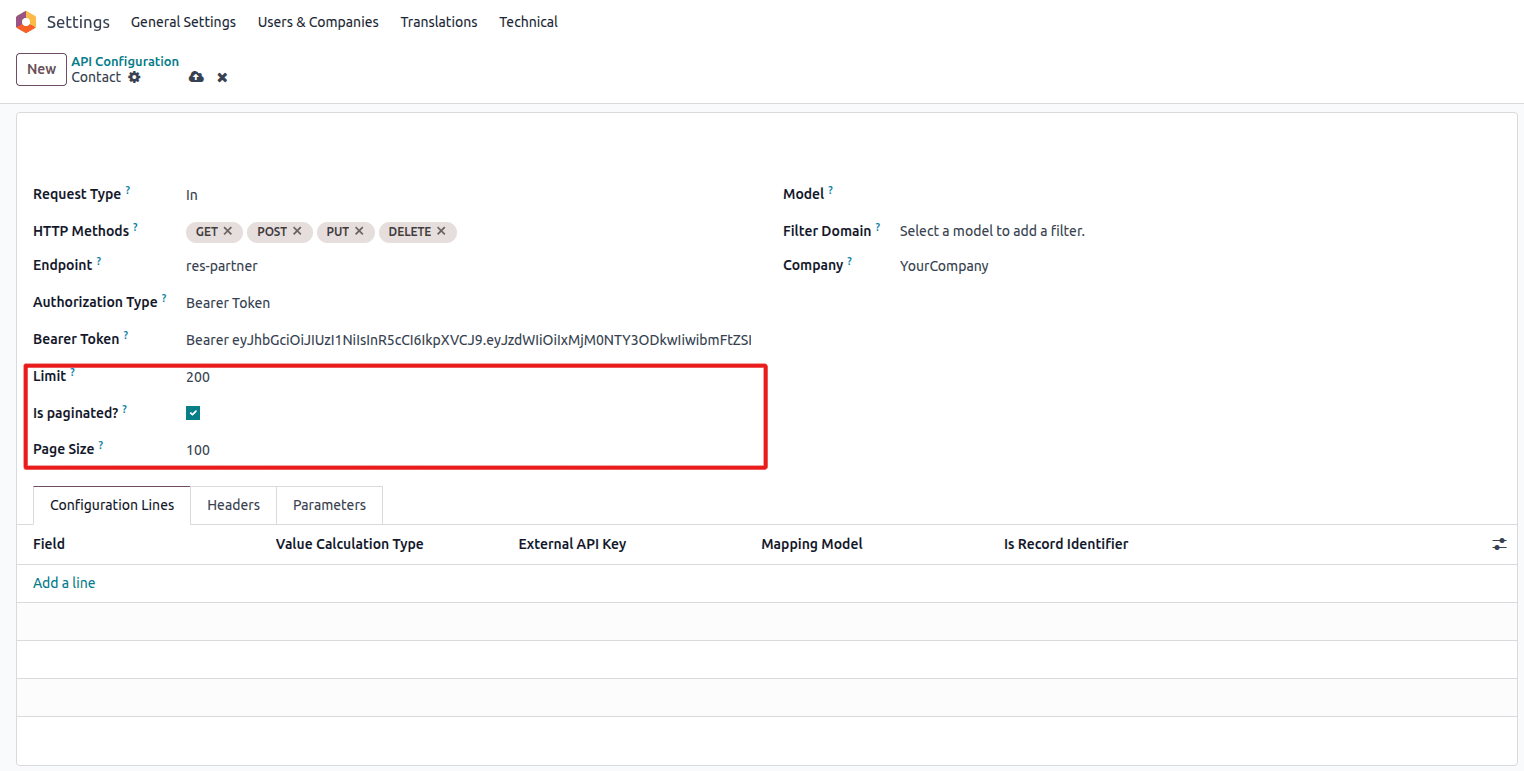 Settings General Settings Users & Companies Translations Technical
New API Configuration
Contact
Request Type ? In
Model ?
HTTP Methods ? GET POST PUT DELETE
Filter Domain ? Select a model to add a filter.
Endpoint ? res-partner
Company ? YourCompany
Authorization Type ? Bearer Token
Bearer Token ? Bearer eyJhbGciOiJIUzI1NiIsInR5cCI6IkpXVCJ9.eyJzdWIiOiIxMjM0NTY3ODkwIiwibmFtZSI
Limit ? 200
Is paginated? ?
Page Size ? 100
Configuration Lines Headers Parameters
Field Value Calculation Type External API Key Mapping Model Is Record Identifier
Add a line